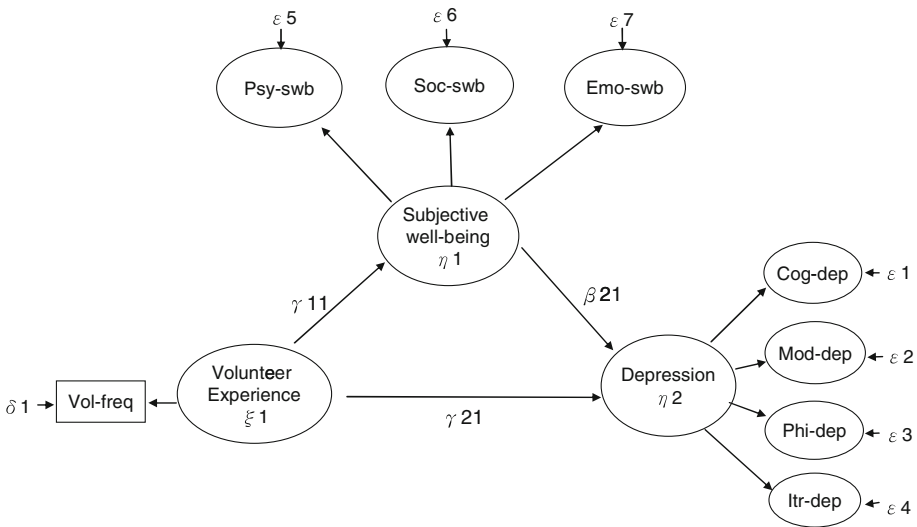 ε 5
ε 6
ε 7
Psy-swb
Soc-swb
Emo-swb
Subjective
well-being
η 1
γ 11
β 21
Cog-dep
ε 1
Mod-dep
ε 2
Volunteer
Experience
ξ 1
Depression
η 2
δ 1
Vol-freq
γ 21
Phi-dep
ε 3
Itr-dep
ε 4